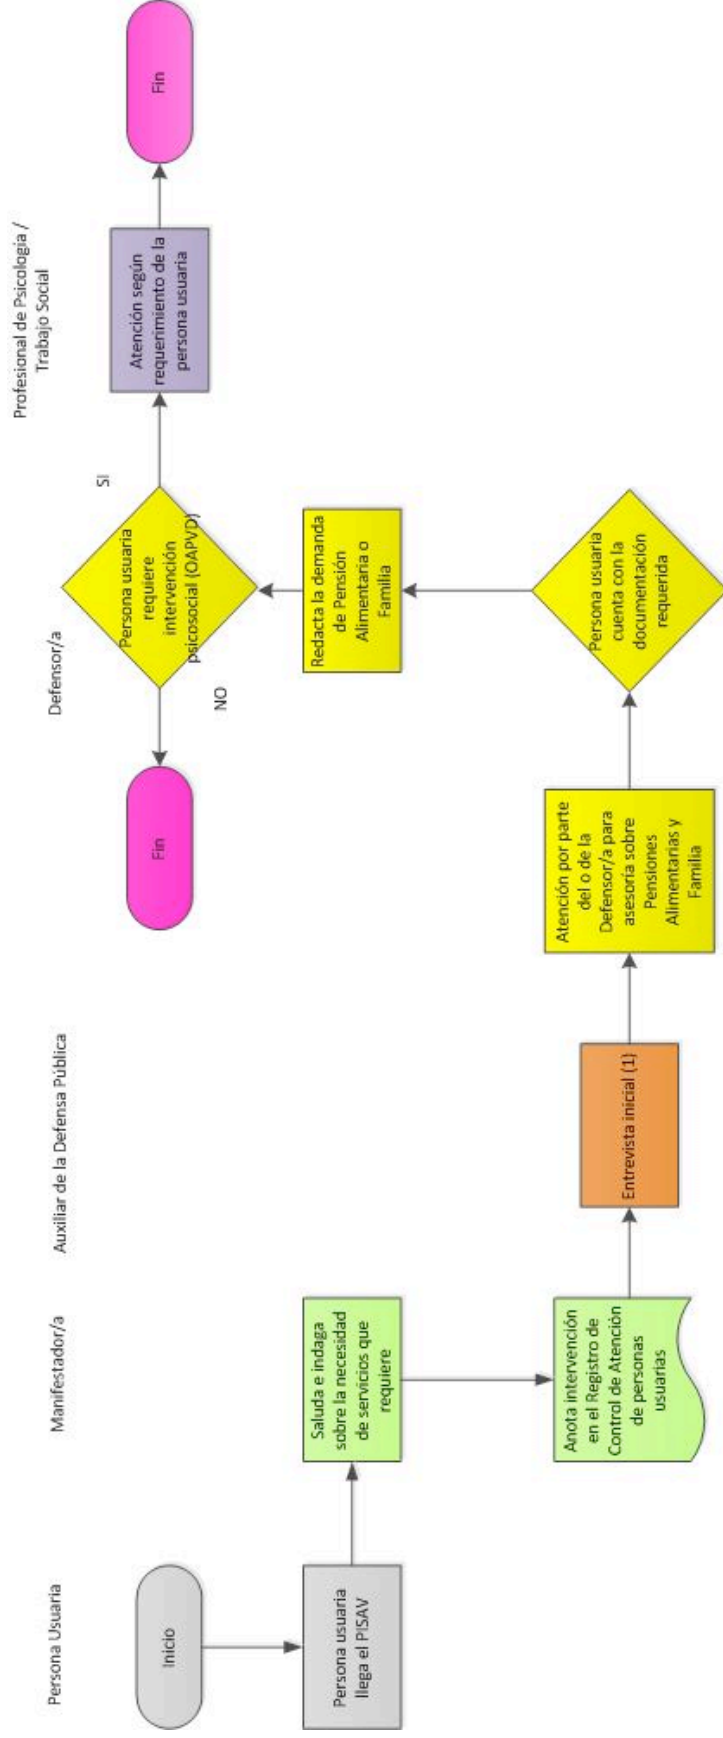 Persona Usuaria
Manifestador/a
Auxiliar de la Defensa Pública
Defensor/a
Profesional de Psicologia /
Trabajo Social
Inicio
Persona usuaria
llega el PISAV
Saluda e indaga
sobre la necesidad
de servicios que
requiere
Anota intervención
en el Registro de
Control de Atención
de personas
usuarias
Entrevista inicial (1)
Atención por parte
del o de la
Defensor/a para
asesoría sobre
Pensiones
Alimentarias y
Familia
Persona usuaria
cuenta con la
documentación
requerida
Redacta la demanda
de Pensión
Alimentaria o
Familia
Persona usuaria
requiere
intervención
psicosocial (OAPVD)
NO
Fin
SI
Atención según
requerimiento de la
persona usuaria
Fin